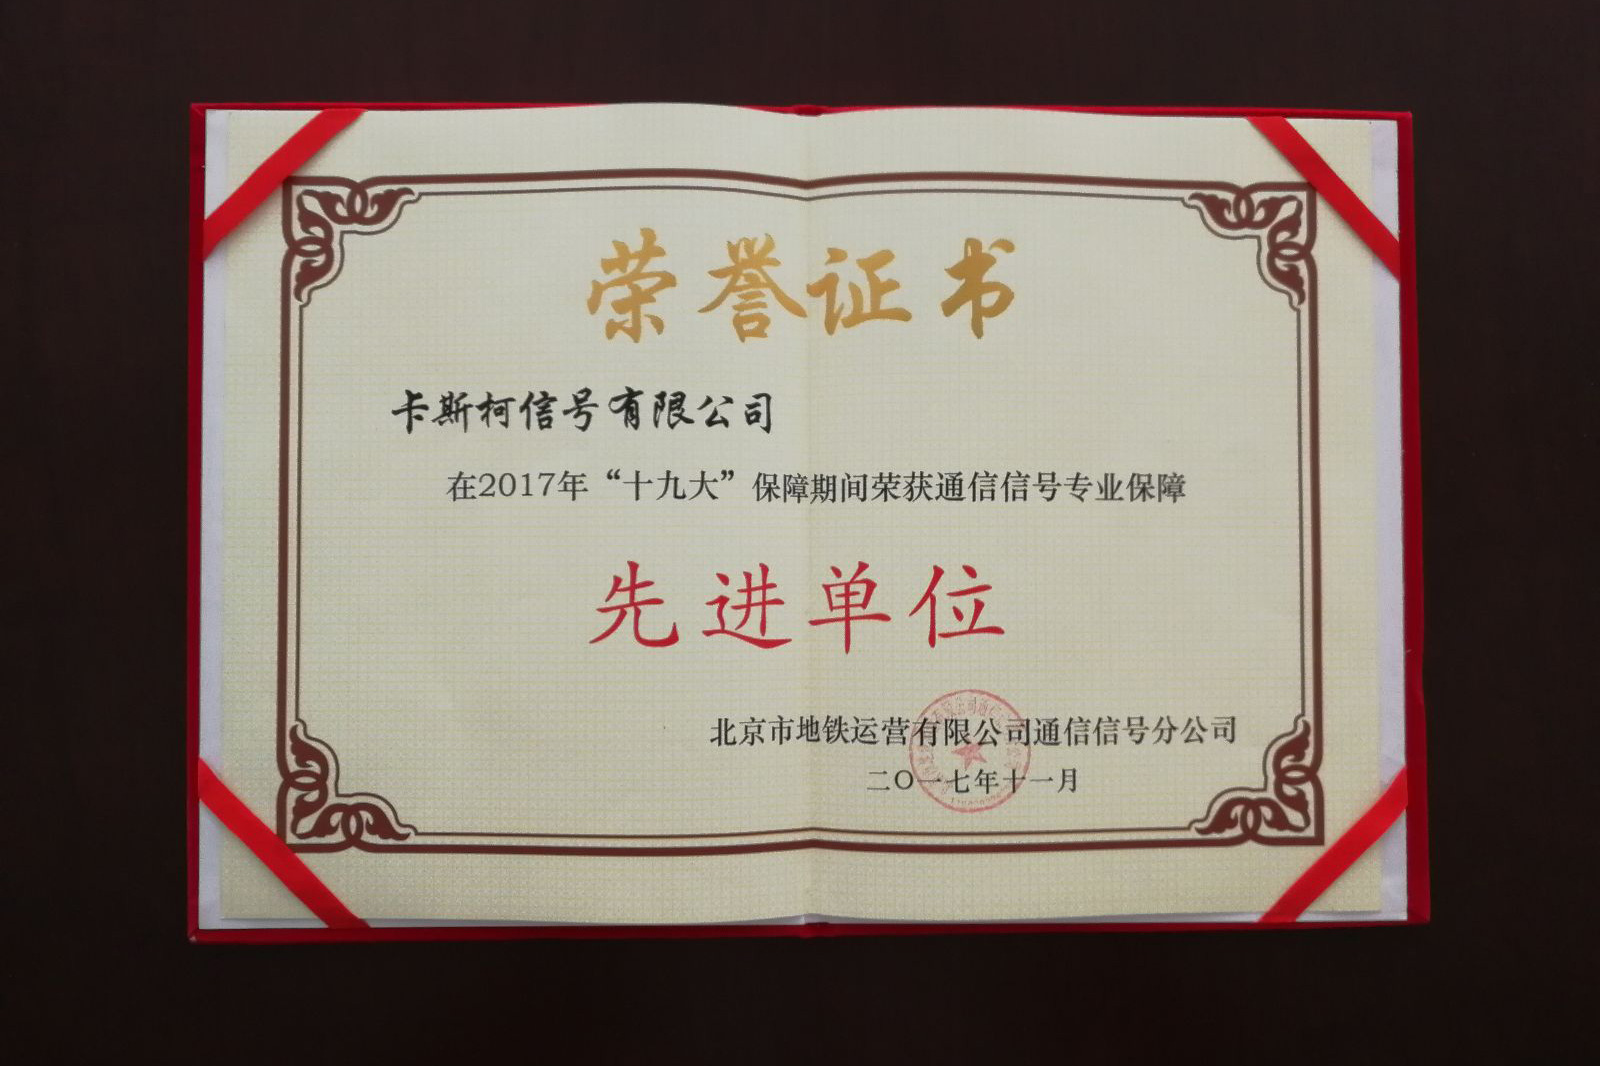 荣誉证书
卡斯柯信号有限公司
在2017年“十九大”保障期间荣获通信信号专业保障
先进单位
北京市地铁运营有限公司通信信号分公司
二〇一七年十一月